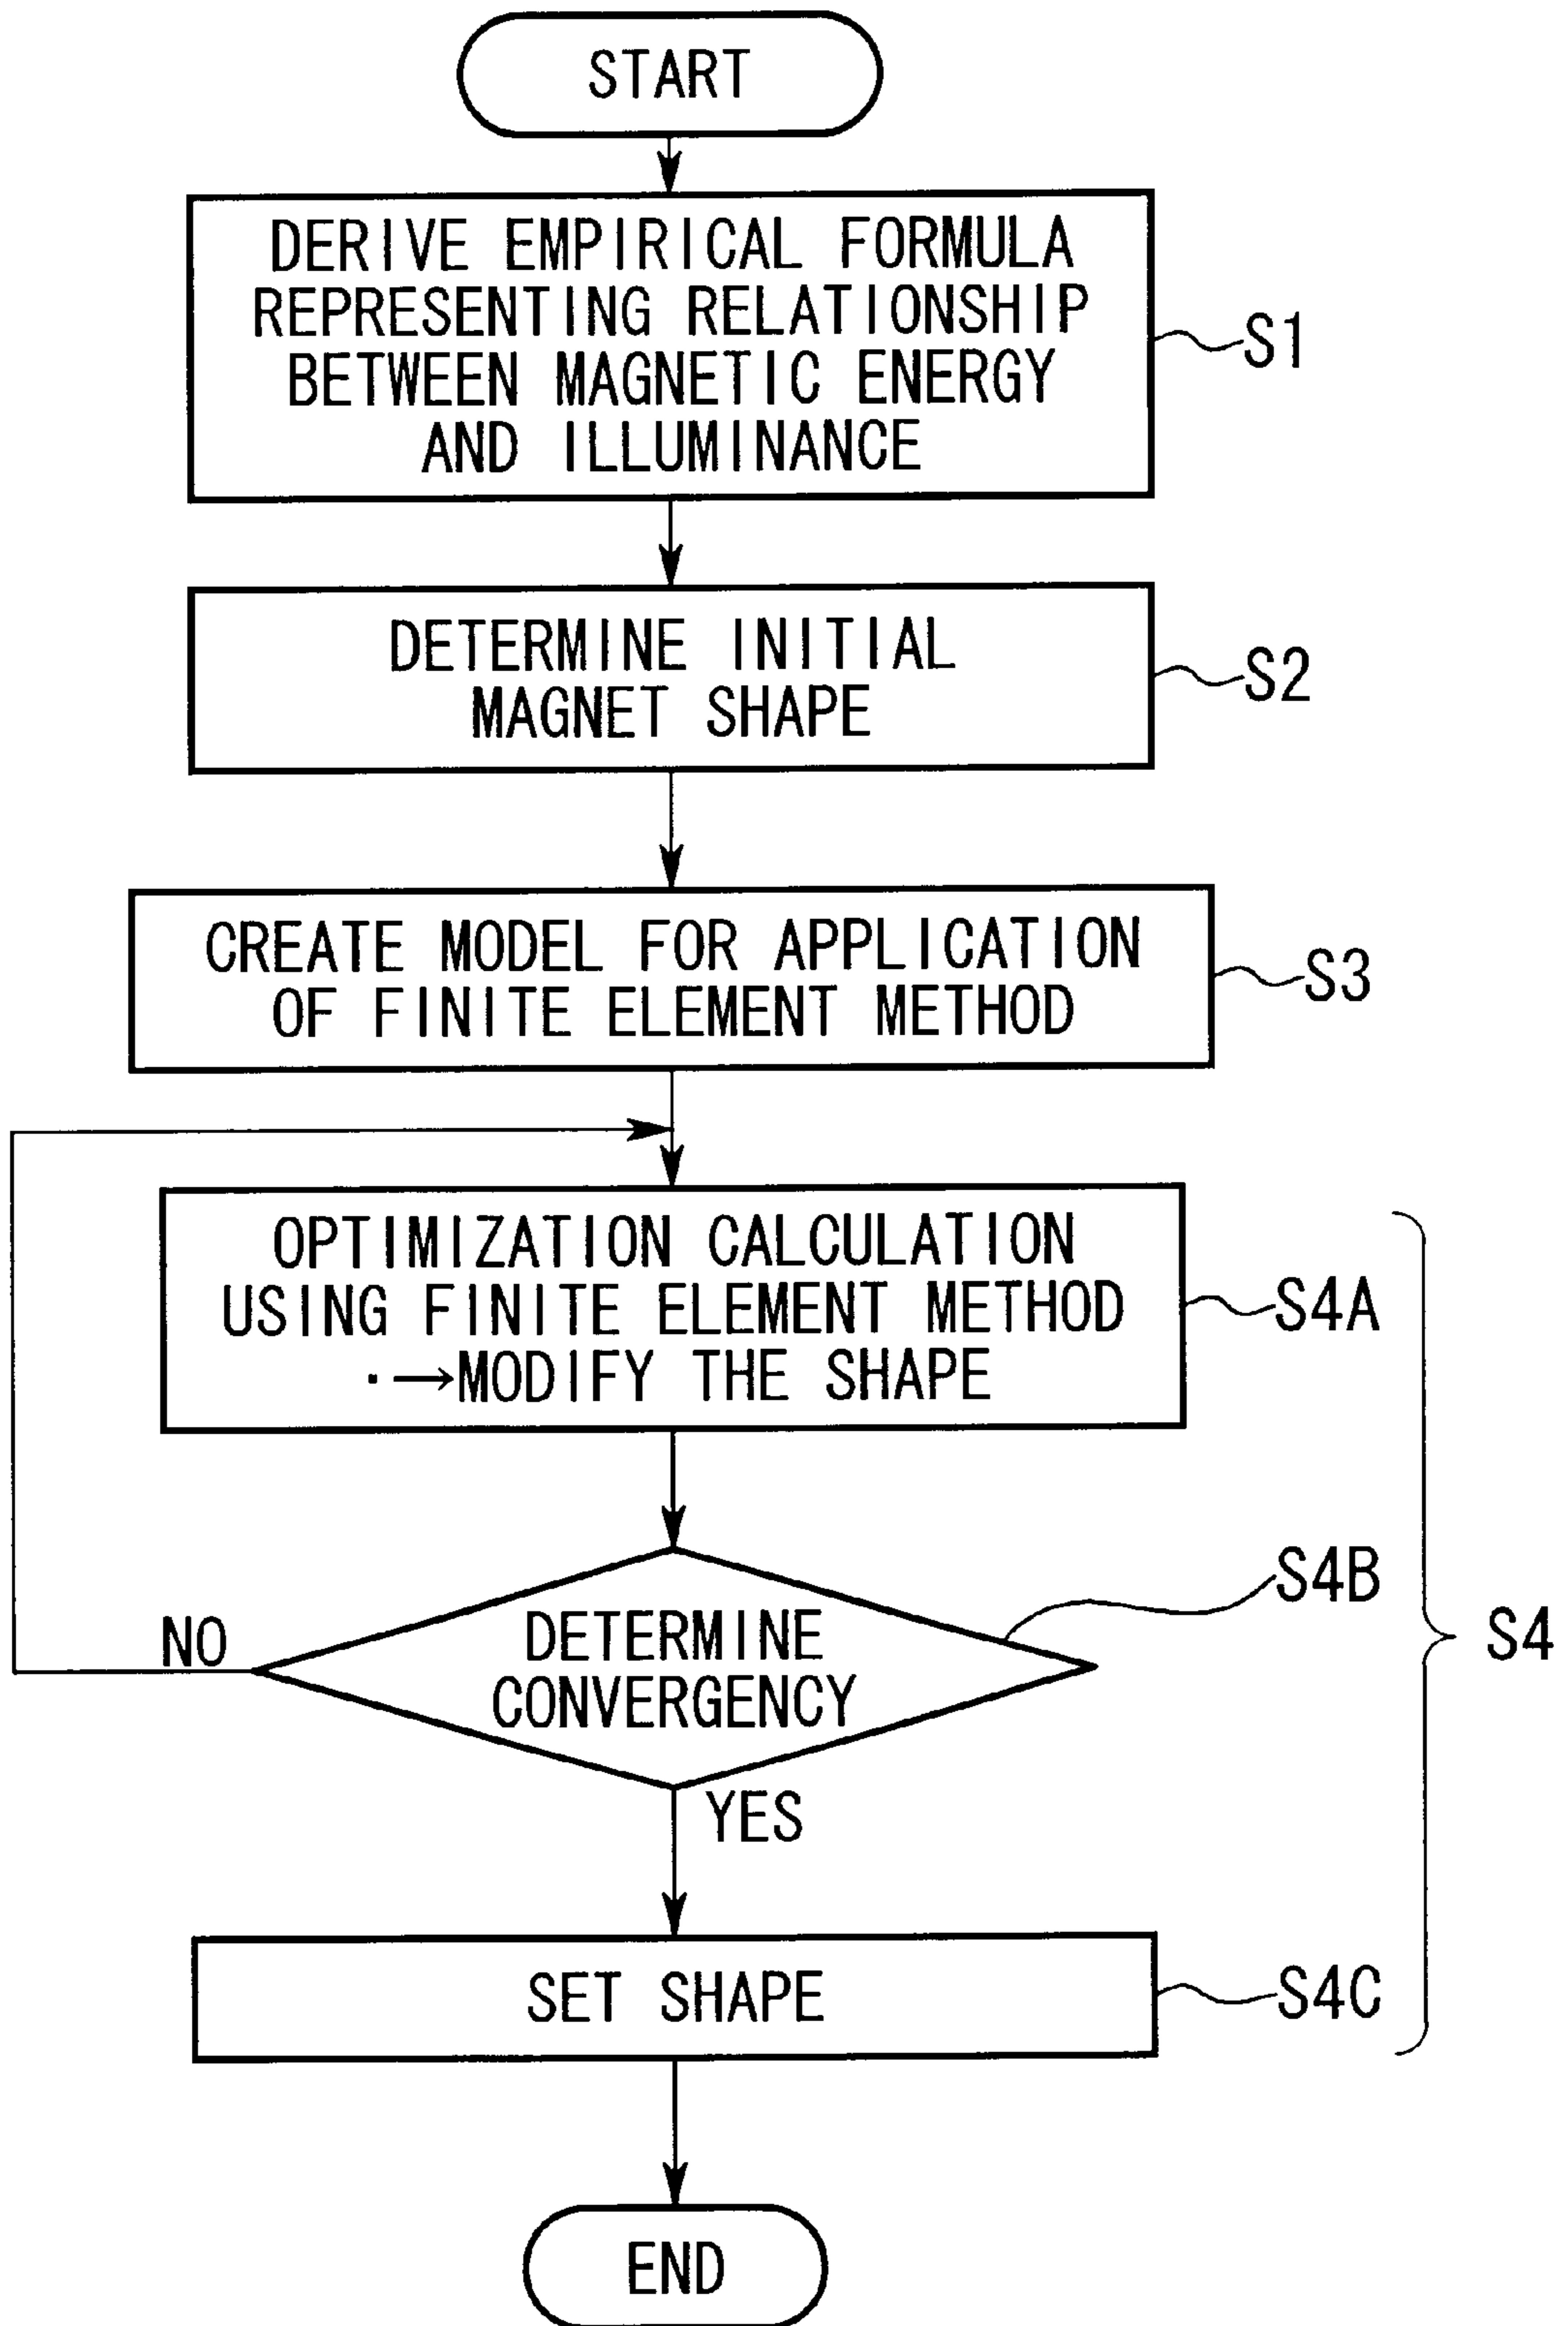 START
DERIVE EMPIRICAL FORMULA
REPRESENTING RELATIONSHIP
BETWEEN MAGNETIC ENERGY
AND ILLUMINANCE
S1
DETERMINE INITIAL
MAGNET SHAPE
S2
CREATE MODEL FOR APPLICATION
OF FINITE ELEMENT METHOD
S3
OPTIMIZATION CALCULATION
USING FINITE ELEMENT METHOD
·→MODIFY THE SHAPE
S4A
DETERMINE
CONVERGENCY
S4B
NO
YES
S4
SET SHAPE
S4C
END